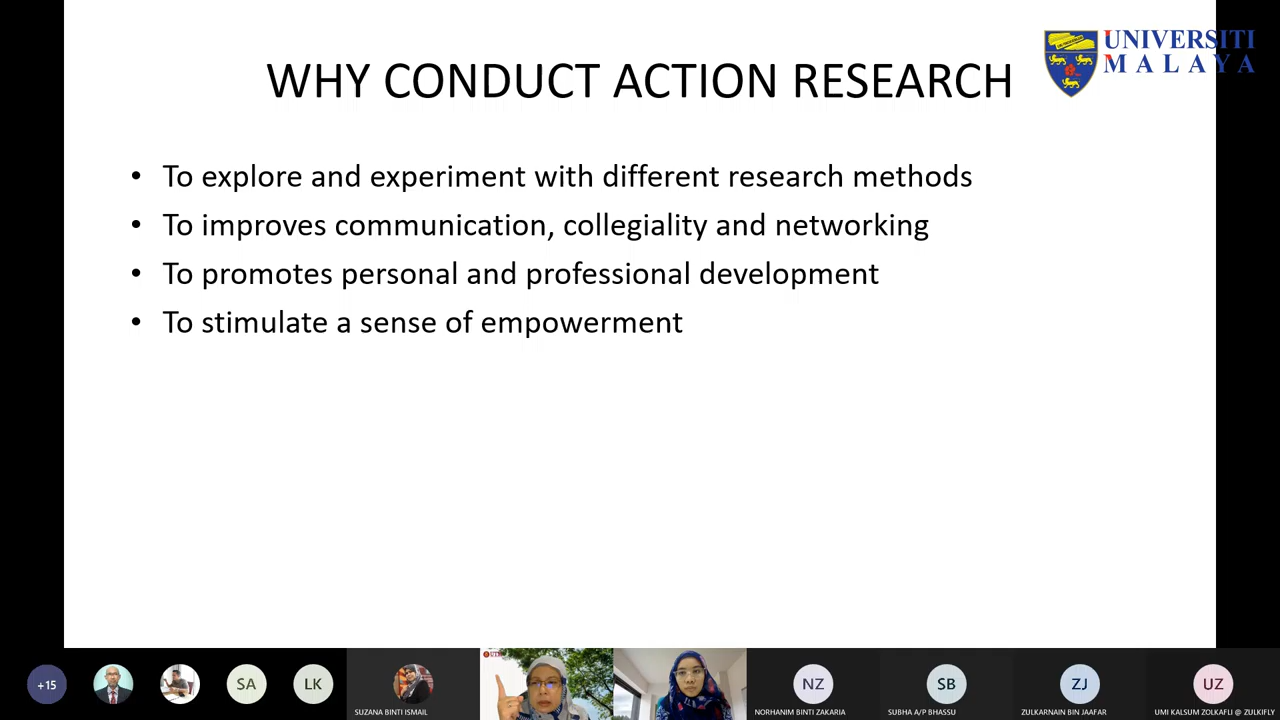 UNIVERSITI
MALAYA
WHY CONDUCT ACTION RESEARCH
• To explore and experiment with different research methods
• To improves communication, collegiality and networking
• To promotes personal and professional development
• To stimulate a sense of empowerment
+15
SA
LK
SUZANA BINTI ISMAIL
NZ
NORHANIM BINTI ZAKARIA
SB
SUBHA A/P BHASSU
ZJ
ZULKARNAIN BIN JAAFAR
UZ
UMI KALSUM ZOLKAFLI @ ZULKIFLY